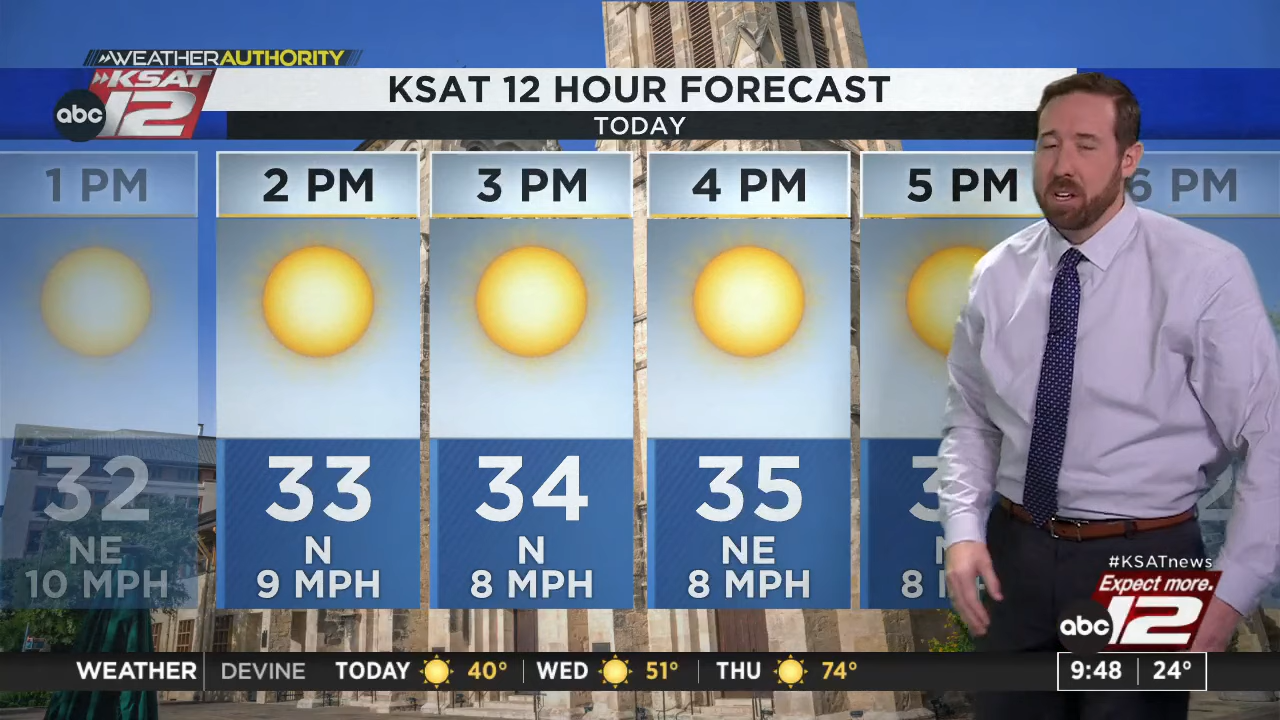 WEATHERAUTHORITY
KSAT
abc 12
KSAT 12 HOUR FORECAST
TODAY
1 PM
32
NE
10 MPH
2 PM
33
N
9 MPH
3 PM
34
N
8 MPH
4 PM
35
NE
8 MPH
5 PM
3
8
6 PM
#KSATnews
Expect more.
abc 12
WEATHER DEVINE TODAY 40° WED 51° THU 74°
9:48 24°